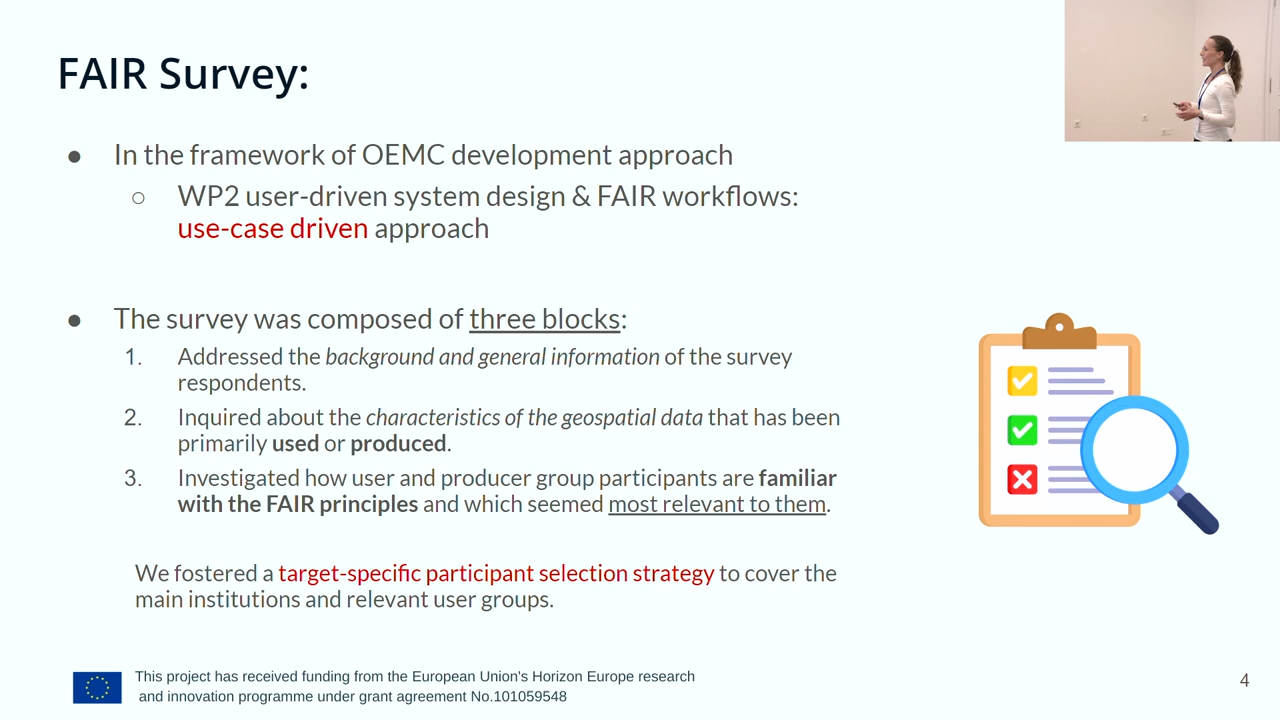 FAIR Survey:
● In the framework of OEMC development approach
○ WP2 user-driven system design & FAIR workflows:
use-case driven approach
● The survey was composed of three blocks:
1. Addressed the background and general information of the survey
respondents.
2. Inquired about the characteristics of the geospatial data that has been
primarily used or produced.
3. Investigated how user and producer group participants are familiar
with the FAIR principles and which seemed most relevant to them.
We fostered a target-specific participant selection strategy to cover the
main institutions and relevant user groups.
This project has received funding from the European Union's Horizon Europe research
and innovation programme under grant agreement No.101059548
4